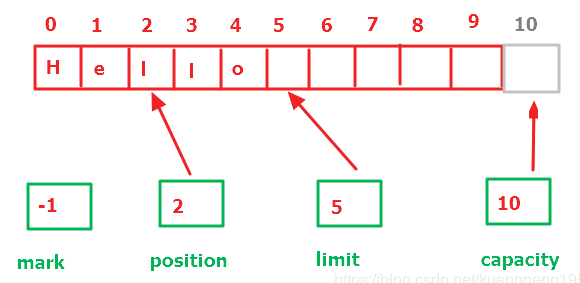 0 1 2 3 4 5 6 7 8 9 10
H e l l o
-1 2 5 10
mark position limit capacity